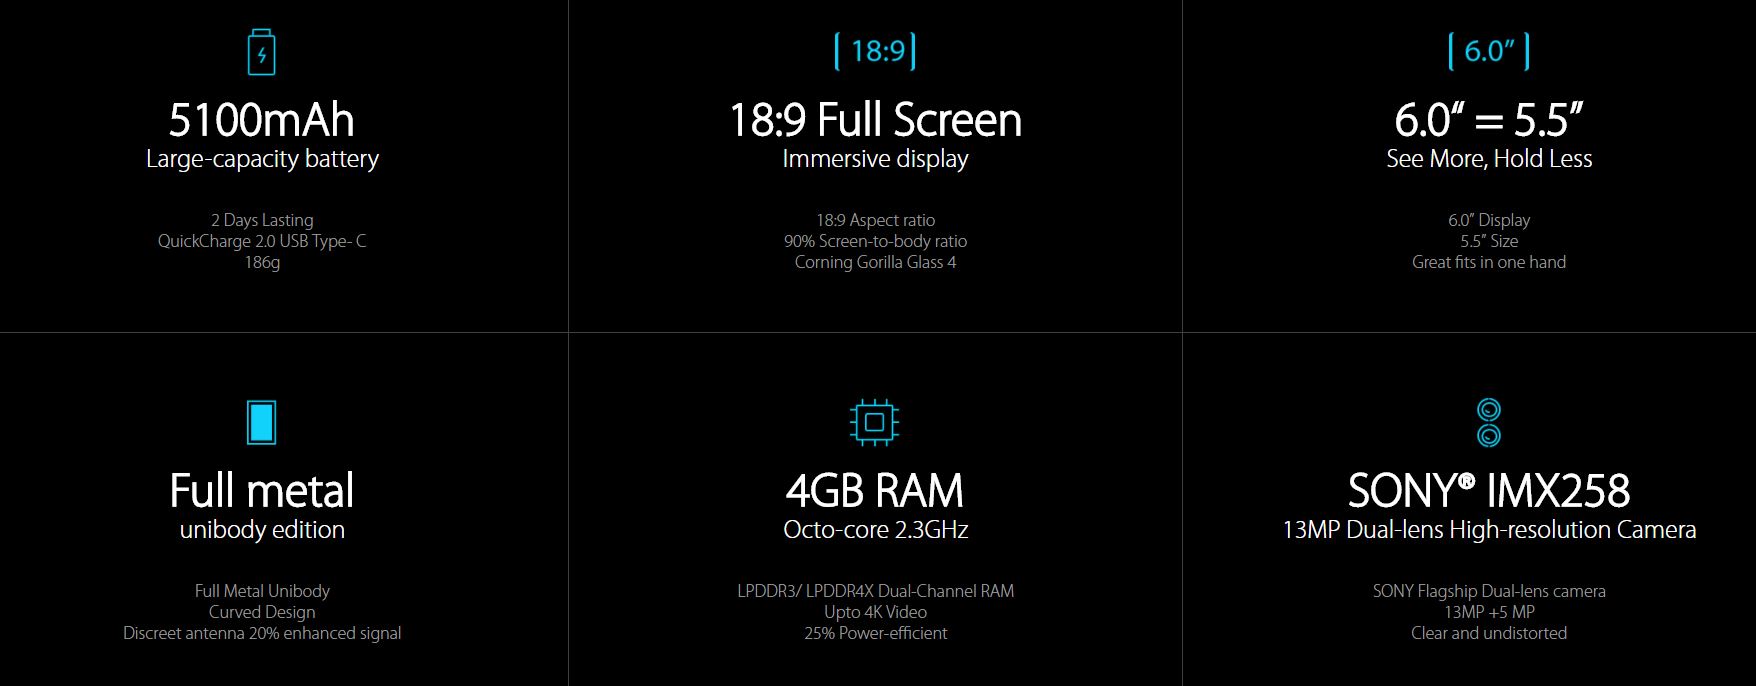 5100mAh
Large-capacity battery
2 Days Lasting
QuickCharge 2.0 USB Type- C
186g
18:9
18:9 Full Screen
Immersive display
18:9 Aspect ratio
90% Screen-to-body ratio
Corning Gorilla Glass 4
6.0”
6.0“ = 5.5”
See More, Hold Less
6.0” Display
5.5” Size
Great fits in one hand
Full metal
unibody edition
Full Metal Unibody
Curved Design
Discreet antenna 20% enhanced signal
4GB RAM
Octo-core 2.3GHz
LPDDR3/ LPDDR4X Dual-Channel RAM
Upto 4K Video
25% Power-efficient
SONY® IMX258
13MP Dual-lens High-resolution Camera
SONY Flagship Dual-lens camera
13MP +5 MP
Clear and undistorted